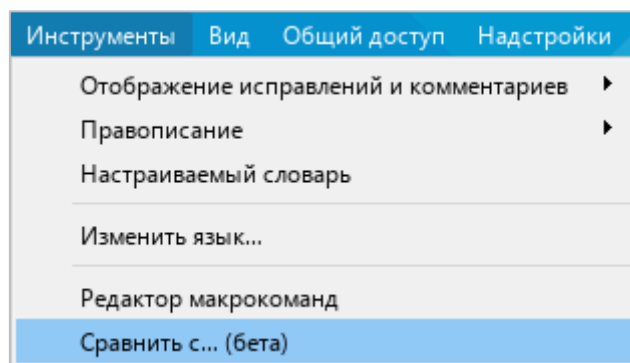 Инструменты Вид Общий доступ Надстройки
Отображение исправлений и комментариев
Правописание
Настраиваемый словарь
Изменить язык...
Редактор макрокоманд
Сравнить с... (бета)